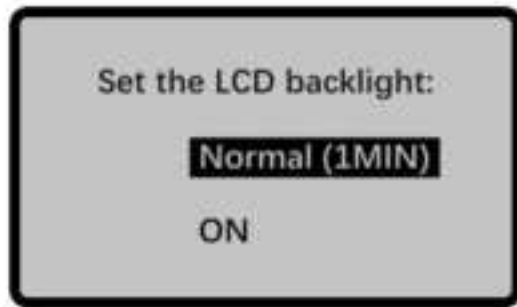 Set the LCD backlight:
Normal (1MIN)
ON